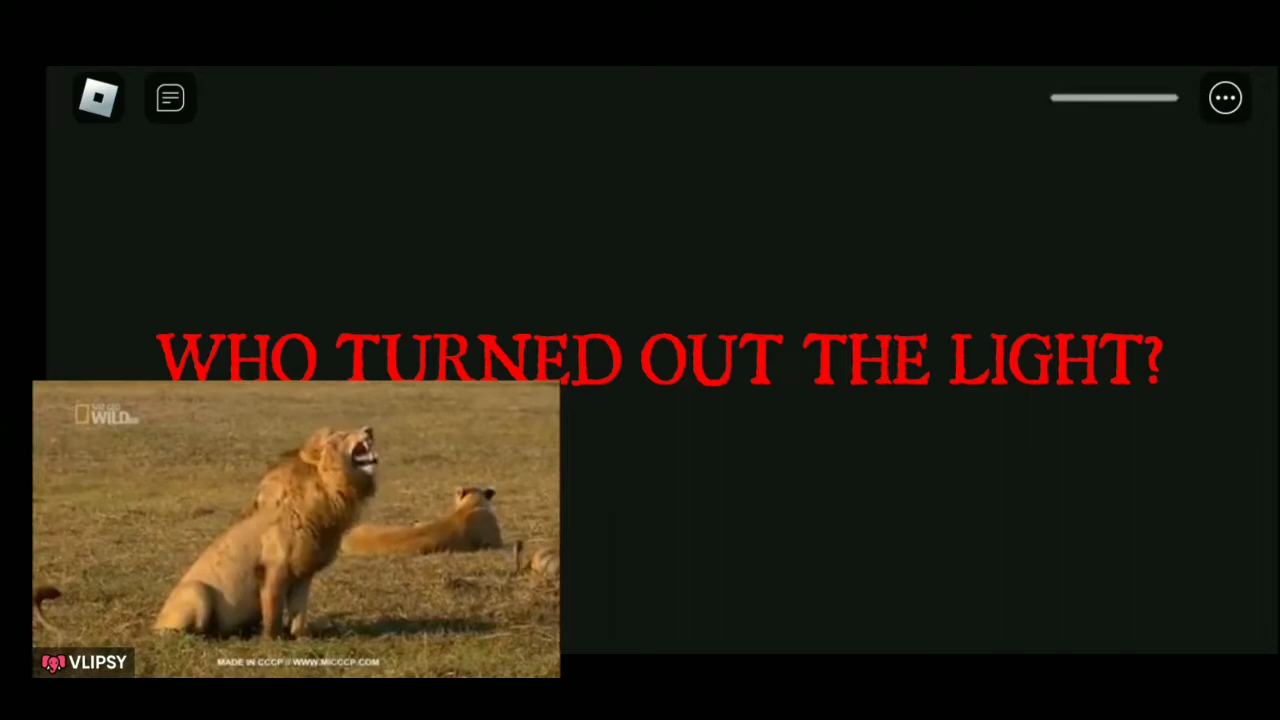 WHO TURNED OUT THE LIGHT?
WILD
VLIPSY
MADE IN CCCP // WWW.MICCCP.COM